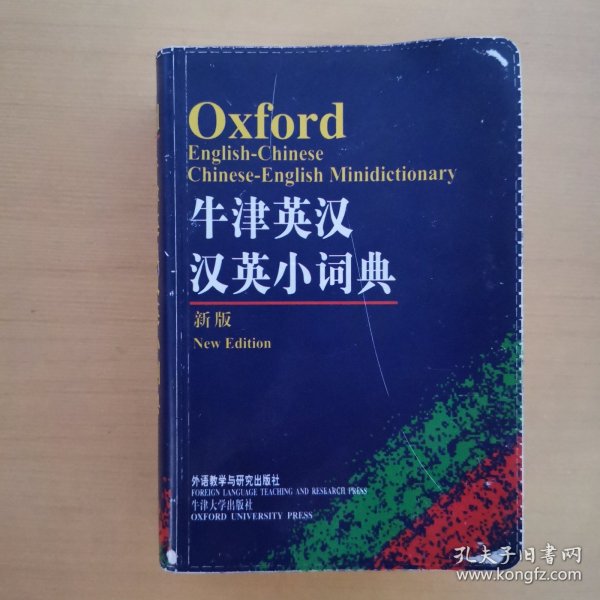 Oxford
English-Chinese
Chinese-English Minidictionary
牛津英汉
汉英小词典
新版
New Edition
外语教学与研究出版社
FOREIGN LANGUAGE TEACHING AND RESEARCH PRESS
牛津大学出版社
OXFORD UNIVERSITY PRESS
孔夫子旧書网
www.kongfz.com